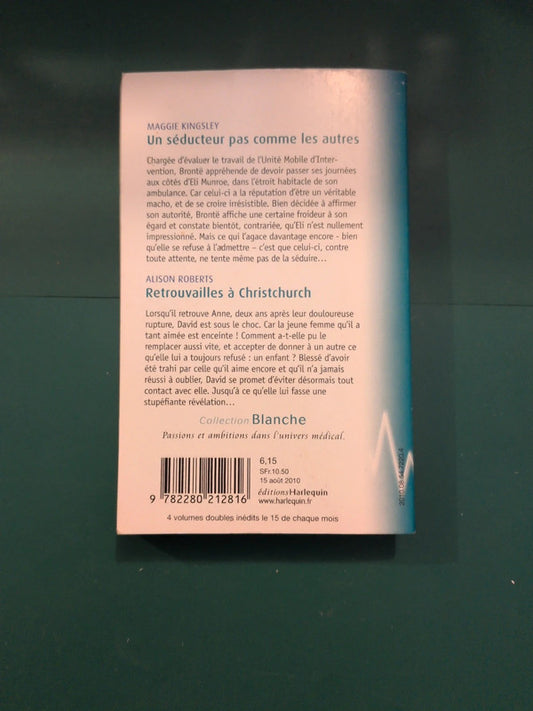 MAGGIE KINGSLEY
Un séducteur pas comme les autres
Chargée d'évaluer le travail de l'Unité Mobile d'Inter-
vention, Brontë appréhende de devoir passer ses journées
aux côtés d'Eli Munroe, dans l'étroit habitacle de son
ambulance. Car celui-ci a la réputation d'être un véritable
macho, et de se croire irrésistible. Bien décidée à affirmer
son autorité, Brontë affiche une certaine froideur à son
égard et constate bientôt, contrariée, qu'Eli n'est nullement
impressionné. Mais ce qui l'agace davantage encore - bien
qu'elle se refuse à l'admettre – c'est que celui-ci, contre
toute attente, ne tente même pas de la séduire...
ALISON ROBERTS
Retrouvailles à Christchurch
Lorsqu'il retrouve Anne, deux ans après leur douloureuse
rupture, David est sous le choc. Car la jeune femme qu'il a
tant aimée est enceinte ! Comment a-t-elle pu le
remplacer aussi vite, et accepter de donner à un autre ce
qu'elle lui a toujours refusé : un enfant ? Blessé d'avoir
été trahi par celle qu'il aime encore et qu'il n'a jamais
réussi à oublier, David se promet d'éviter désormais tout
contact avec elle. Jusqu'à ce qu'elle lui fasse une
stupéfiante révélation...
Collection Blanche
Passions et ambitions dans l'univers médical.
6,15
SFr.10.50
15 août 2010
éditions Harlequin
www.harlequin.fr
9 782280 212816
4 volumes doubles inédits le 15 de chaque mois